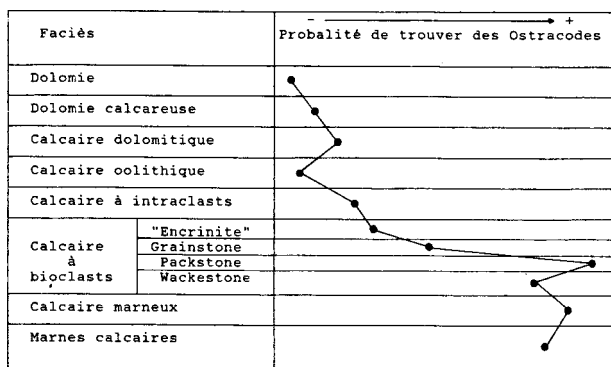 - +
Faciès
Probalité de trouver des Ostracodes
Dolomie
Dolomie calcareuse
Calcaire dolomitique
Calcaire oolithique
Calcaire à intraclasts
Calcaire
à
bioclasts
"Encrinite"
Grainstone
Packstone
Wackestone
Calcaire marneux
Marnes calcaires